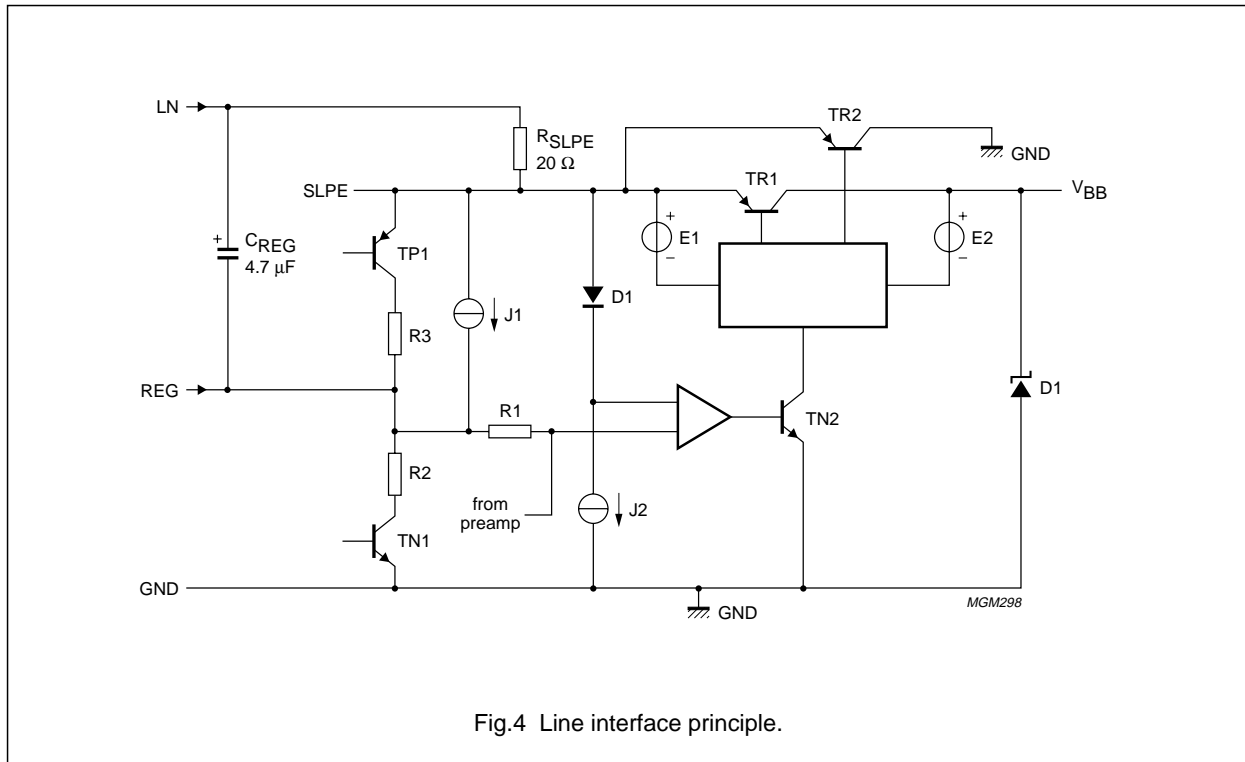 LN
R_SLPE
20 Ω
TR2
GND
SLPE
TR1
V_BB
+
E1
−
+
E2
−
+
C_REG
4.7 μF
TP1
J1
D1
R3
REG
R1
D1
TN2
R2
from
preamp
J2
TN1
GND
GND
MGM298
Fig.4 Line interface principle.